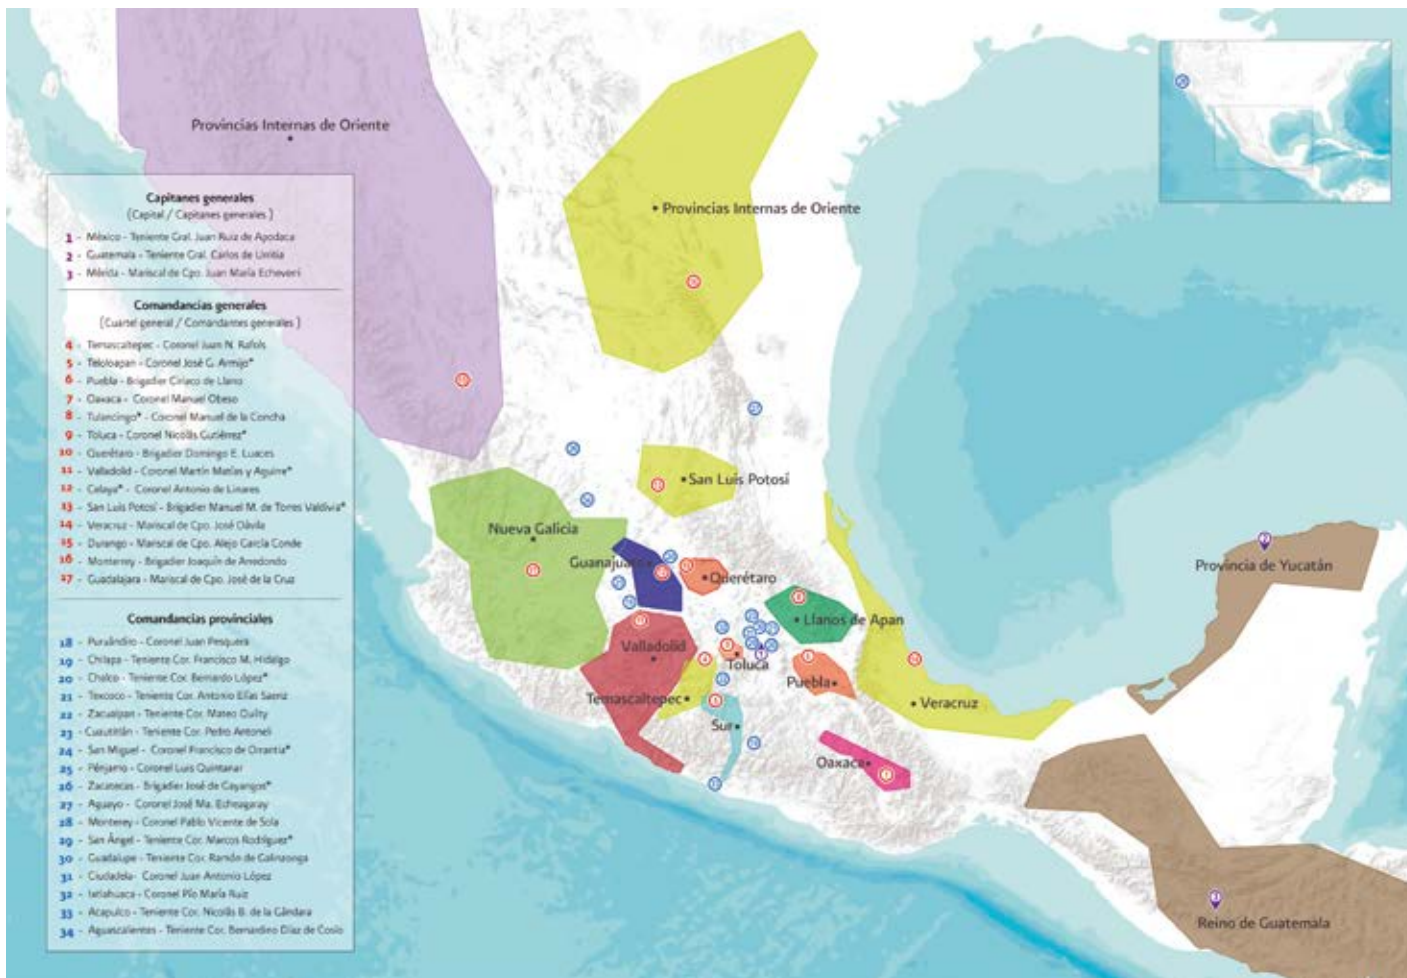 Provincias Internas de Oriente
Provincias Internas de Oriente
Capitanes generales
(Capital / Capitanes generales )
1 - México - Teniente Gral. Juan Ruiz de Apodaca
2 - Guatemala - Teniente Gral. Carlos de Urritia
3 - Mérida - Mariscal de Cpo. Juan María Echeverri
Comandancias generales
(Cuartel general / Comandantes generales )
4 - Temascaltepec - Coronel Juan N. Rafols
5 - Teloloapan - Coronel José G. Armijo*
6 - Puebla - Brigadier Ciriaco de Llano
7 - Oaxaca - Coronel Manuel Obeso
8 - Tulancingo* - Coronel Manuel de la Concha
9 - Toluca - Coronel Nicolás Gutiérrez*
10 - Querétaro - Brigadier Domingo E. Luaces
11 - Valladolid - Coronel Martín Matías y Aguirre*
12 - Celaya* - Coronel Antonio de Linares
13 - San Luis Potosí - Brigadier Manuel M. de Torres Valdivia*
14 - Veracruz - Mariscal de Cpo. José Dávila
15 - Durango - Mariscal de Cpo. Alejo García Conde
16 - Monterrey - Brigadier Joaquín de Arredondo
17 - Guadalajara - Mariscal de Cpo. José de la Cruz
Comandancias provinciales
18 - Puruándiro - Coronel Juan Pesquera
19 - Chilapa - Teniente Cor. Francisco M. Hidalgo
20 - Chalco - Teniente Cor. Bernardo López*
21 - Texcoco - Teniente Cor. Antonio Elías Saenz
22 - Zacualpan - Teniente Cor. Mateo Quilty
23 - Cuautitlán - Teniente Cor. Pedro Antoneli
24 - San Miguel - Coronel Francisco de Orrantia*
25 - Pénjamo - Coronel Luis Quintanar
26 - Zacatecas - Brigadier José de Gayangos*
27 - Aguayo - Coronel José Ma. Echeagaray
28 - Monterey - Coronel Pablo Vicente de Sola
29 - San Ángel - Teniente Cor. Marcos Rodríguez*
30 - Guadalupe - Teniente Cor. Ramón de Galinzonga
31 - Ciudadela- Coronel Juan Antonio López
32 - Ixtlahuaca - Coronel Pío María Ruiz
33 - Acapulco - Teniente Cor. Nicolás B. de la Gándara
34 - Aguascalientes - Teniente Cor. Bernardino Díaz de Cosío
San Luis Potosí
Nueva Galicia
Guanajuato
Querétaro
Provincia de Yucatán
Llanos de Apan
Valladolid
Toluca
Puebla
Temascaltepec
Veracruz
Sur
Oaxaca
Reino de Guatemala